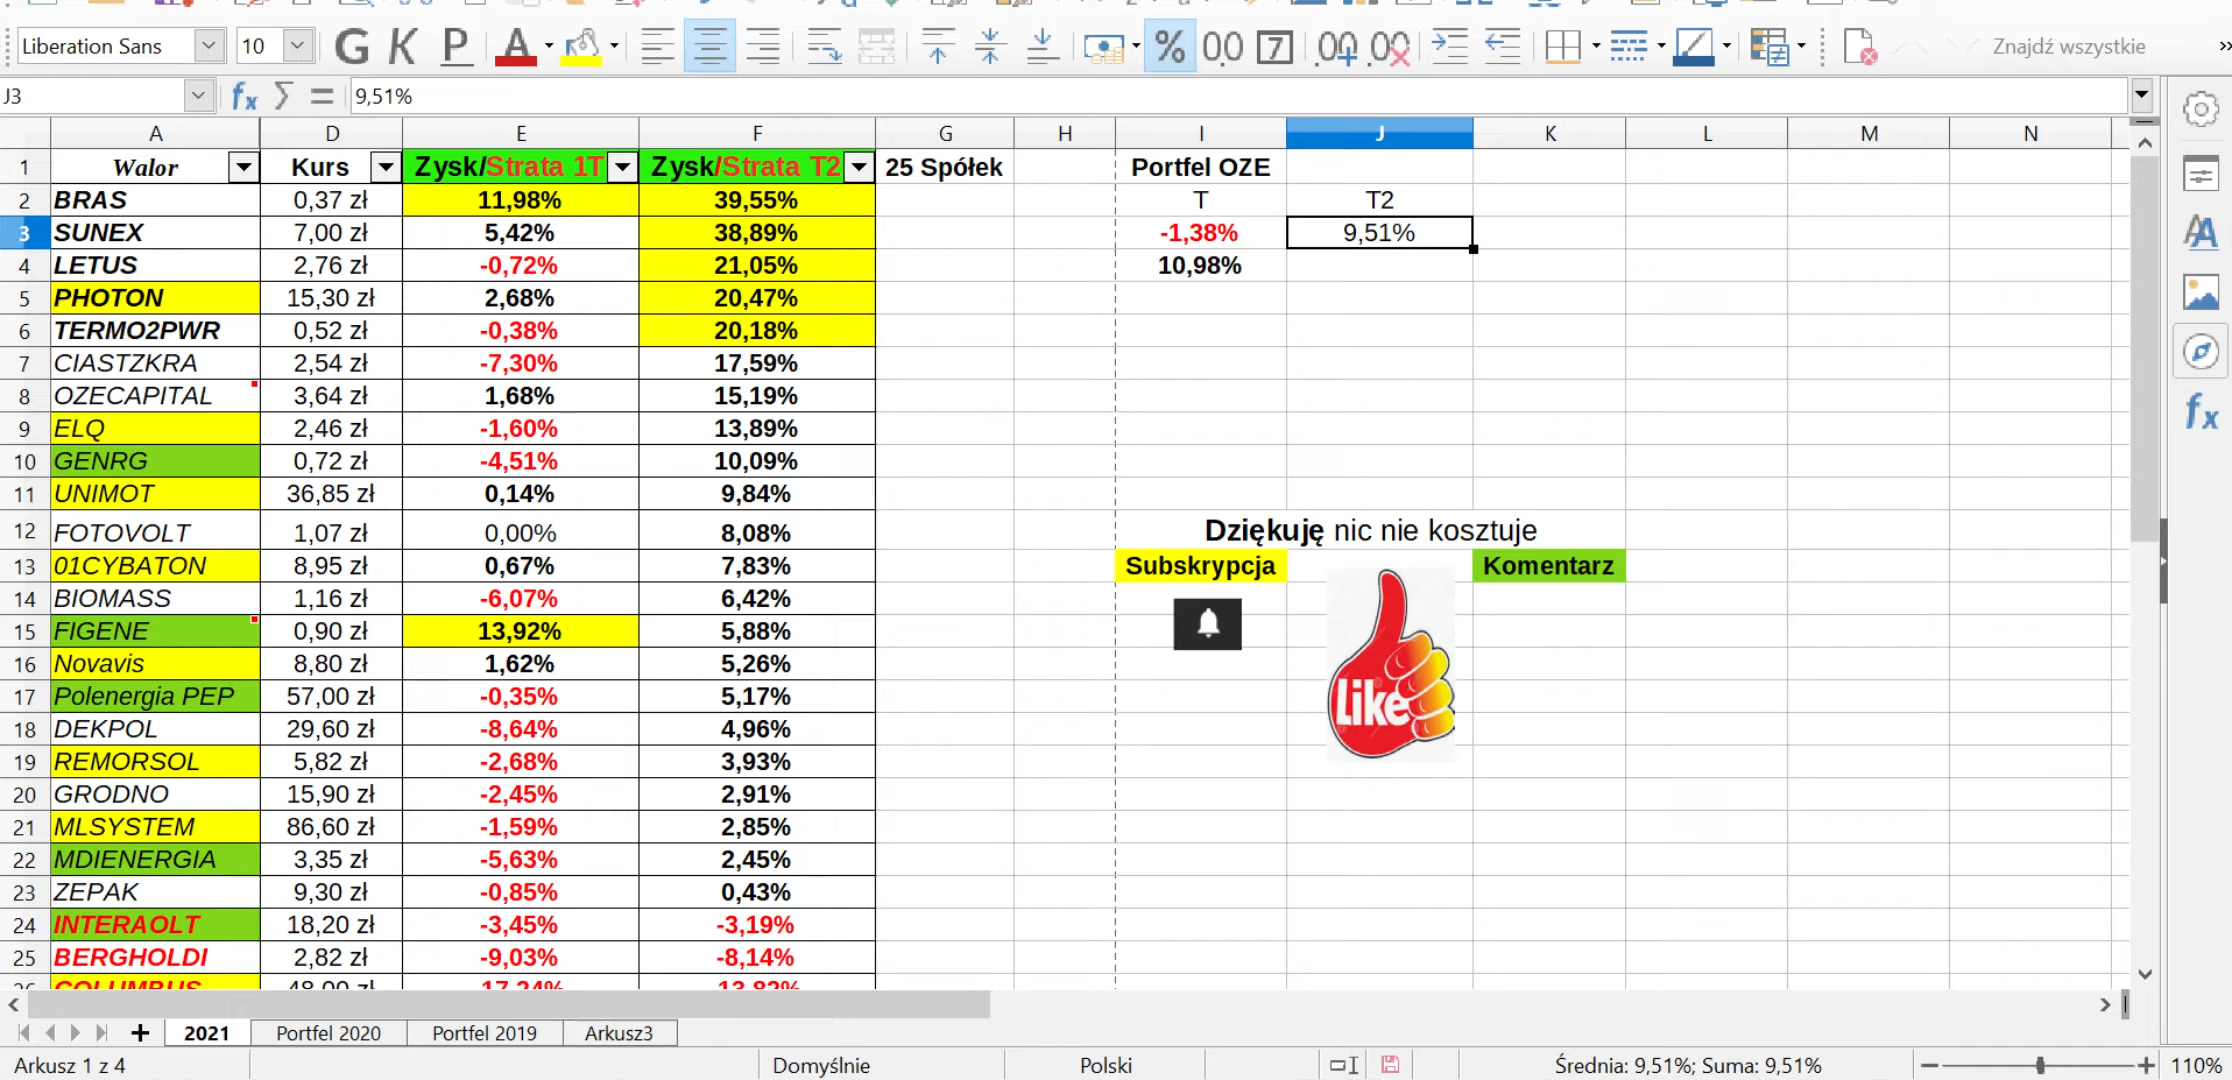 Liberation Sans 10 G K P A % 00 7 00 00 Znajdź wszystkie
J3 fx Σ = 9,51%
A D E F G H I J K L M N
1 Walor Kurs Zysk/Strata 1T Zysk/Strata T2 25 Spółek Portfel OZE
2 BRAS 0,37 zł 11,98% 39,55% T T2
3 SUNEX 7,00 zł 5,42% 38,89% -1,38% 9,51%
4 LETUS 2,76 zł -0,72% 21,05% 10,98%
5 PHOTON 15,30 zł 2,68% 20,47%
6 TERMO2PWR 0,52 zł -0,38% 20,18%
7 CIASTZKRA 2,54 zł -7,30% 17,59%
8 OZECAPITAL 3,64 zł 1,68% 15,19%
9 ELQ 2,46 zł -1,60% 13,89%
10 GENRG 0,72 zł -4,51% 10,09%
11 UNIMOT 36,85 zł 0,14% 9,84%
12 FOTOVOLT 1,07 zł 0,00% 8,08% Dziękuję nic nie kosztuje
13 01CYBATON 8,95 zł 0,67% 7,83% Subskrypcja Komentarz
14 BIOMASS 1,16 zł -6,07% 6,42%
15 FIGENE 0,90 zł 13,92% 5,88%
16 Novavis 8,80 zł 1,62% 5,26%
17 Polenergia PEP 57,00 zł -0,35% 5,17% Like
18 DEKPOL 29,60 zł -8,64% 4,96%
19 REMORSOL 5,82 zł -2,68% 3,93%
20 GRODNO 15,90 zł -2,45% 2,91%
21 MLSYSTEM 86,60 zł -1,59% 2,85%
22 MDIENERGIA 3,35 zł -5,63% 2,45%
23 ZEPAK 9,30 zł -0,85% 0,43%
24 INTERAOLT 18,20 zł -3,45% -3,19%
25 BERGHOLDI 2,82 zł -9,03% -8,14%
26 COLUMBUS 48,00 zł -17,24% -13,82%
2021 Portfel 2020 Portfel 2019 Arkusz3
Arkusz 1 z 4 Domyślnie Polski Średnia: 9,51%; Suma: 9,51% 110%